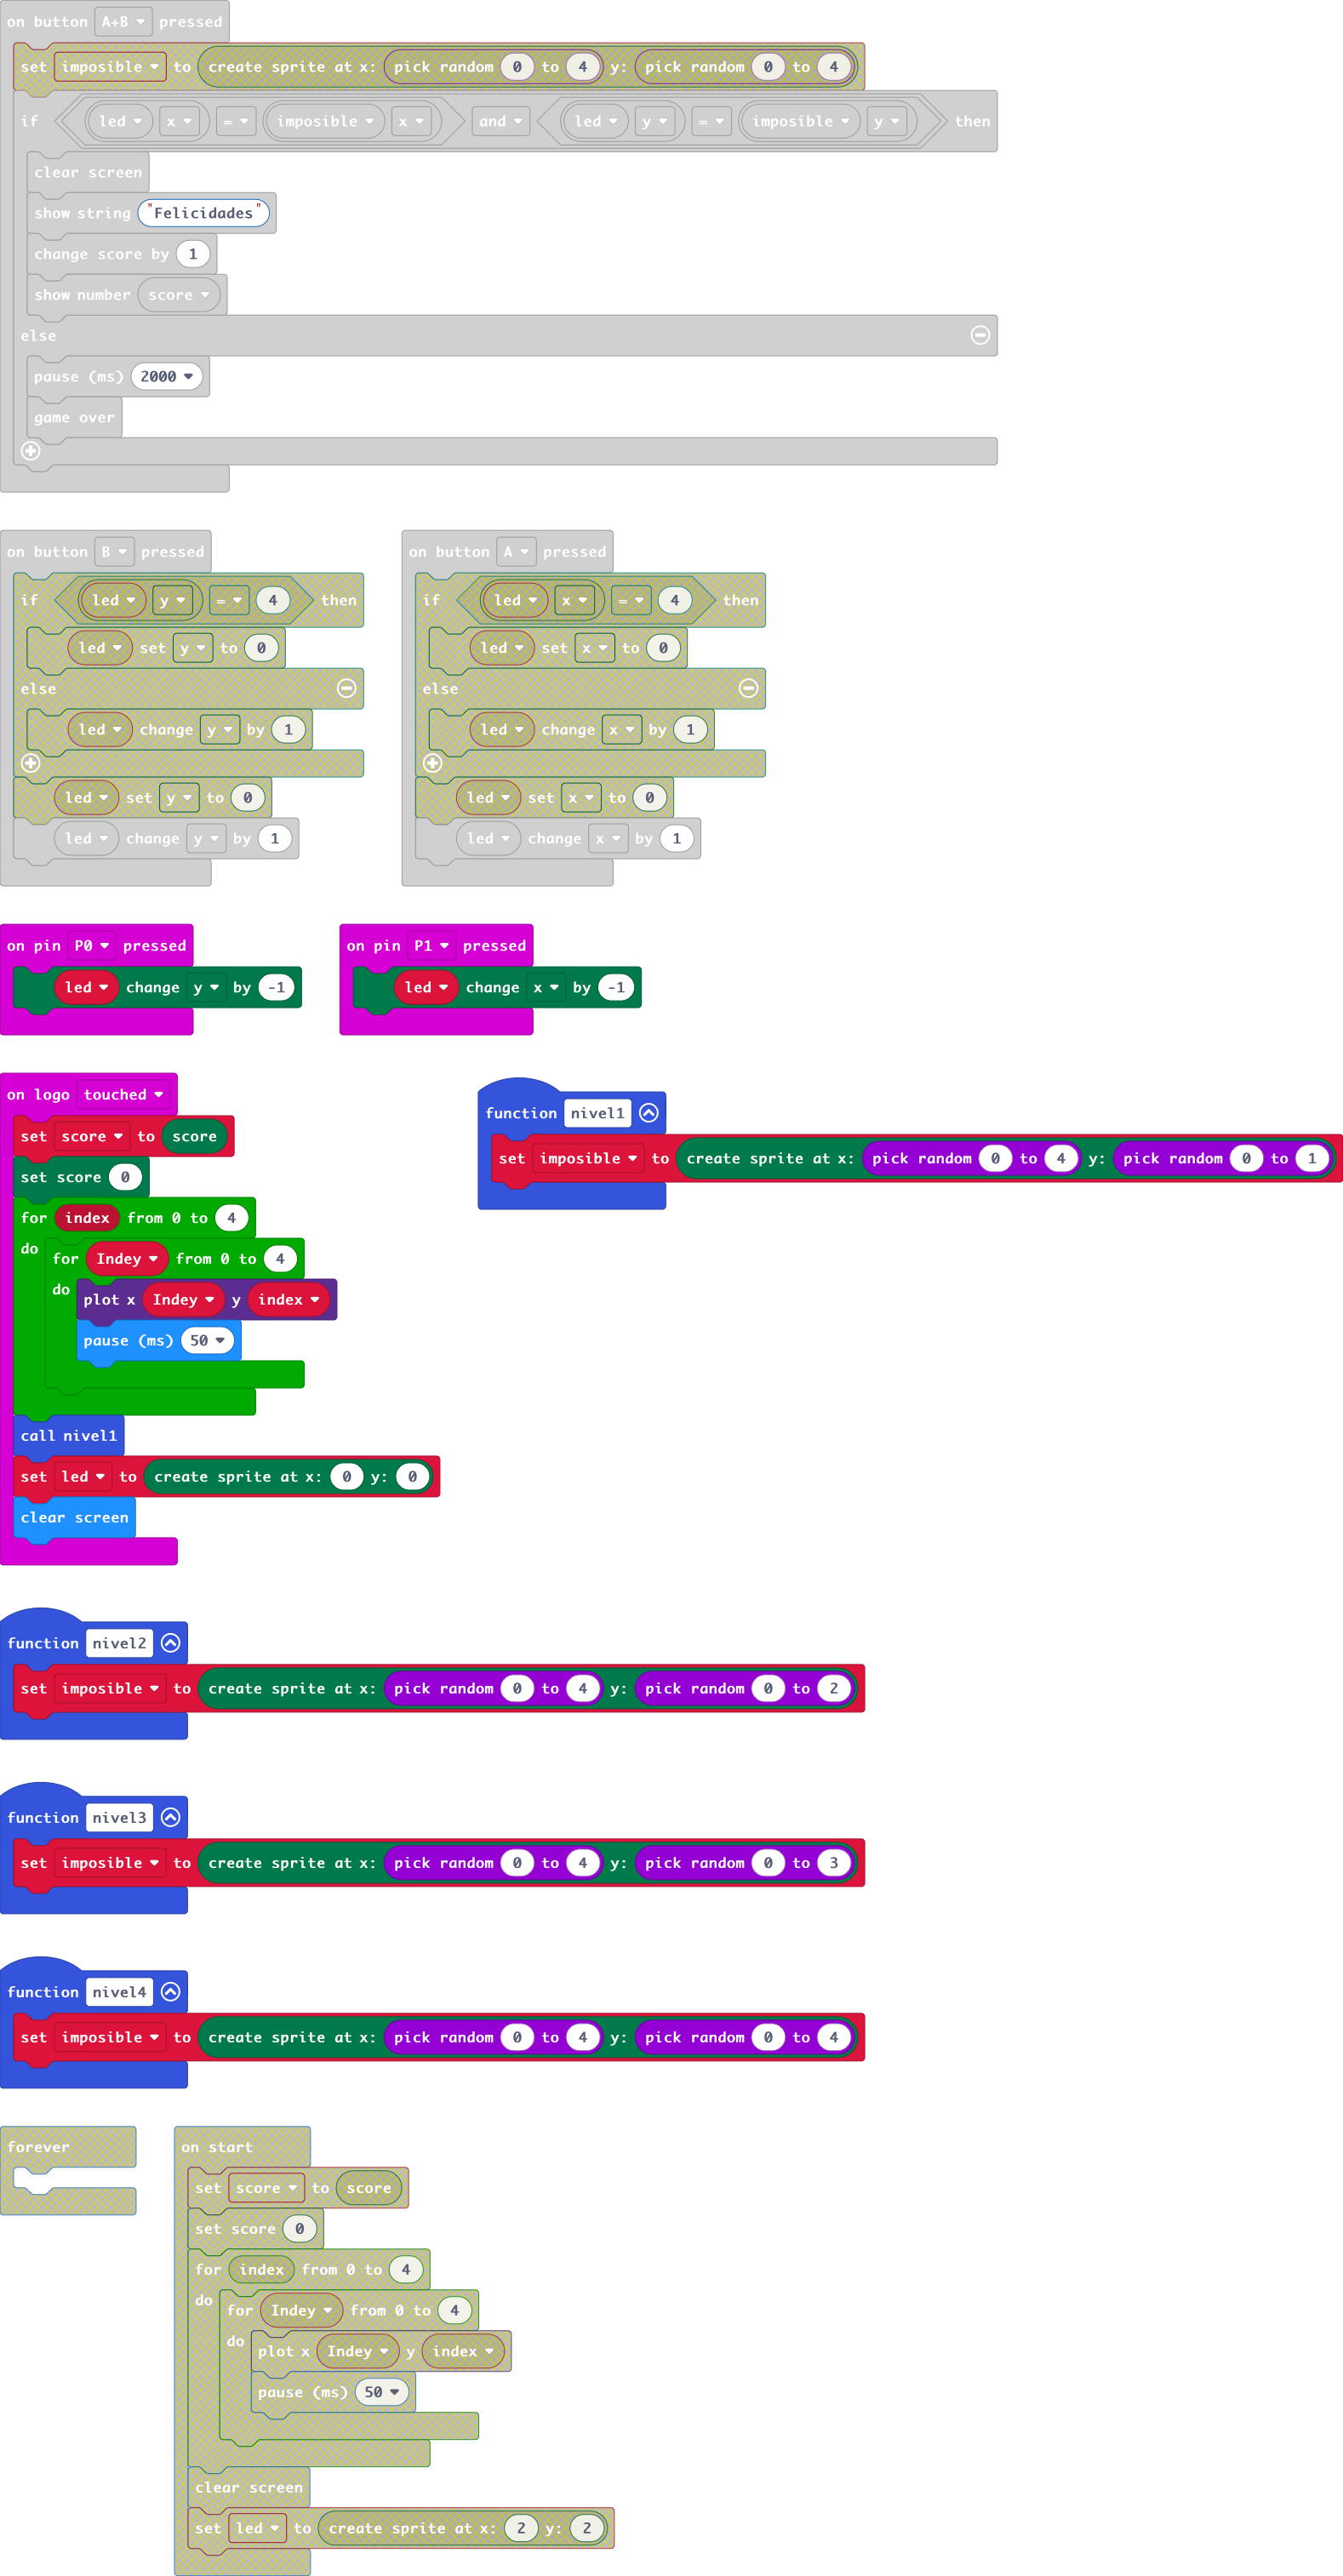 on button A+B pressed
set imposible to create sprite at x: pick random 0 to 4 y: pick random 0 to 4
if led x = imposible x and led y = imposible y then
clear screen
show string "Felicidades"
change score by 1
show number score
else
pause (ms) 2000
game over
on button B pressed
if led y = 4 then
led set y to 0
else
led change y by 1
led set y to 0
led change y by 1
on button A pressed
if led x = 4 then
led set x to 0
else
led change x by 1
led set x to 0
led change x by 1
on pin P0 pressed
led change y by -1
on pin P1 pressed
led change x by -1
on logo touched
set score to score
set score 0
for index from 0 to 4
do for Indey from 0 to 4
do plot x Indey y index
pause (ms) 50
call nivel1
set led to create sprite at x: 0 y: 0
clear screen
function nivel1
set imposible to create sprite at x: pick random 0 to 4 y: pick random 0 to 1
function nivel2
set imposible to create sprite at x: pick random 0 to 4 y: pick random 0 to 2
function nivel3
set imposible to create sprite at x: pick random 0 to 4 y: pick random 0 to 3
function nivel4
set imposible to create sprite at x: pick random 0 to 4 y: pick random 0 to 4
forever
on start
set score to score
set score 0
for index from 0 to 4
do for Indey from 0 to 4
do plot x Indey y index
pause (ms) 50
clear screen
set led to create sprite at x: 2 y: 2